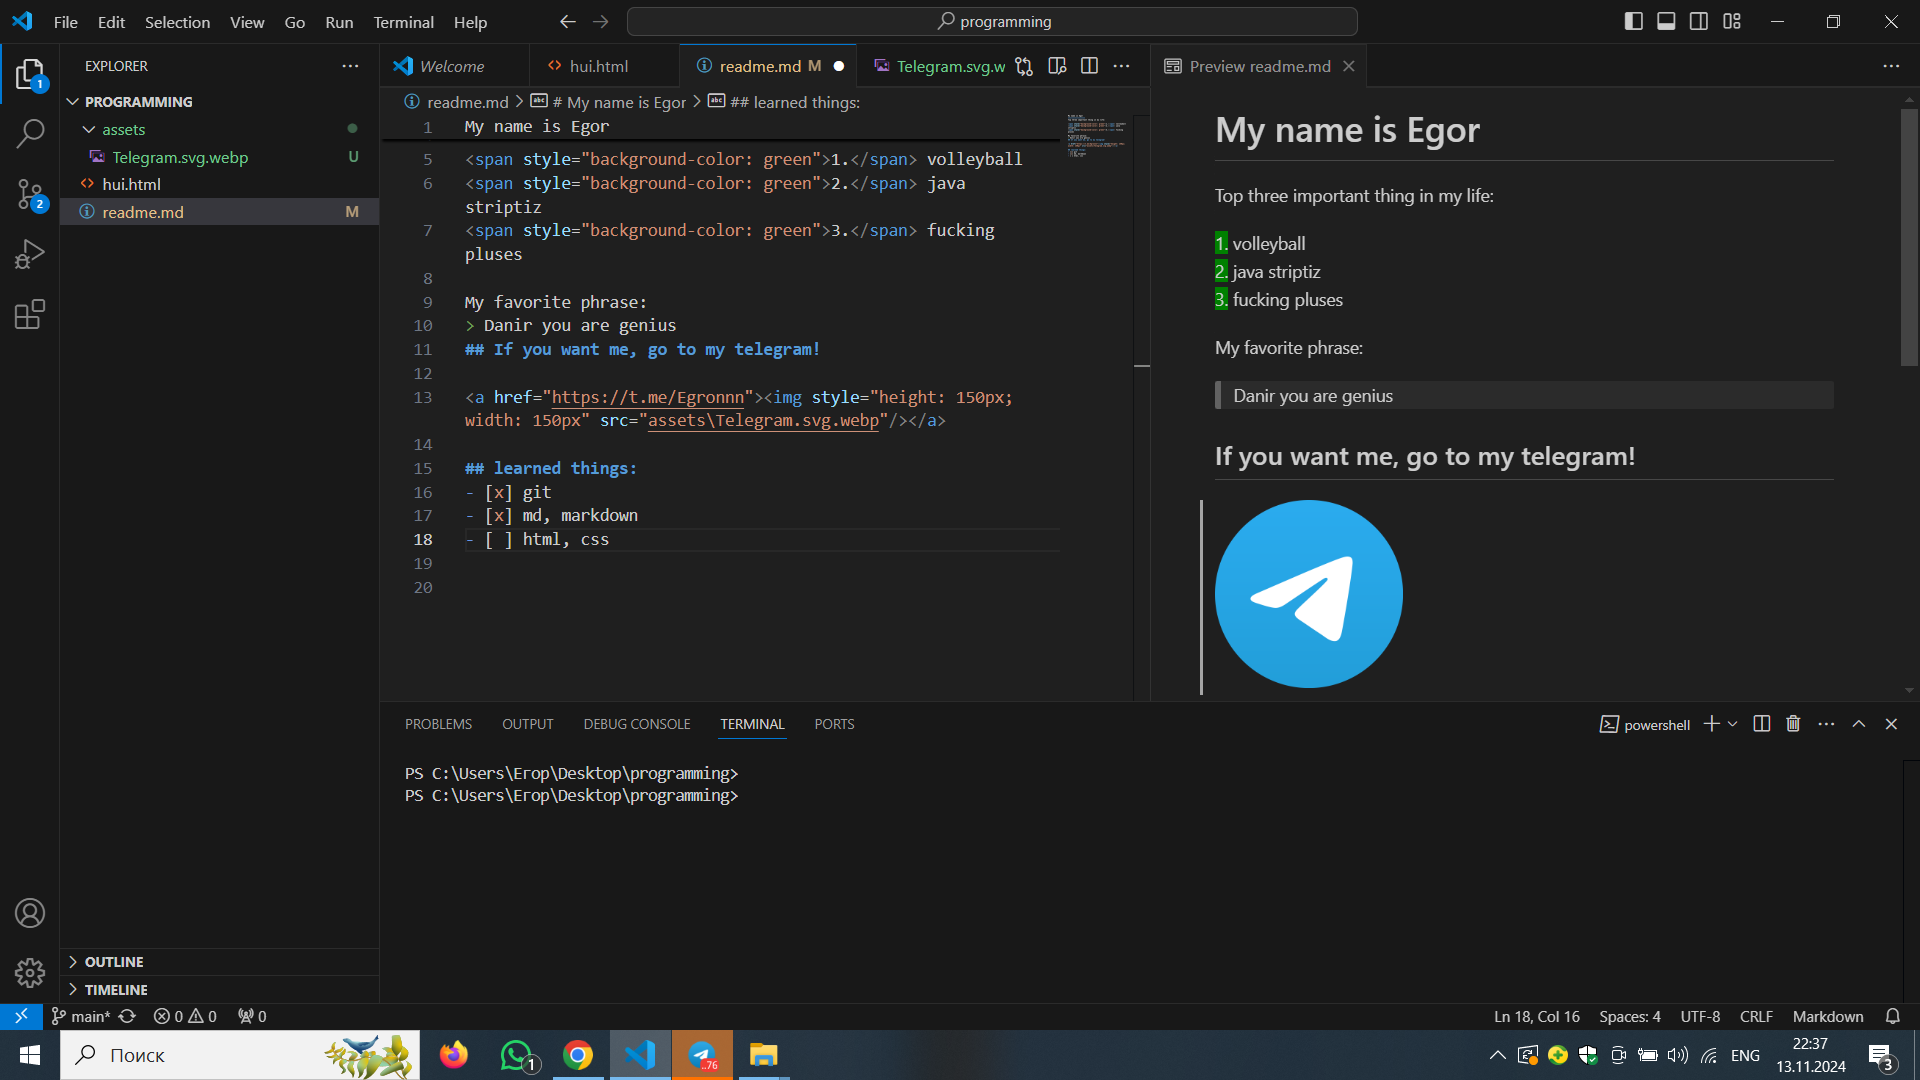 File Edit Selection View Go Run Terminal Help
programming
EXPLORER
PROGRAMMING
assets
Telegram.svg.webp U
hui.html
readme.md M
OUTLINE
TIMELINE
1
2
Welcome
hui.html
readme.md M
Telegram.svg.w
readme.md > # My name is Egor > ## learned things:
1 My name is Egor
5 <span style="background-color: green">1.</span> volleyball
6 <span style="background-color: green">2.</span> java
striptiz
7 <span style="background-color: green">3.</span> fucking
pluses
8
9 My favorite phrase:
10 > Danir you are genius
11 ## If you want me, go to my telegram!
12
13 <a href="https://t.me/Egronnn"><img style="height: 150px;
width: 150px" src="assets\Telegram.svg.webp"/></a>
14
15 ## learned things:
16 - [x] git
17 - [x] md, markdown
18 - [ ] html, css
19
20
Preview readme.md
My name is Egor
Top three important thing in my life:
1. volleyball
2. java striptiz
3. fucking pluses
My favorite phrase:
Danir you are genius
If you want me, go to my telegram!
PROBLEMS OUTPUT DEBUG CONSOLE TERMINAL PORTS
powershell
PS C:\Users\Егор\Desktop\programming>
PS C:\Users\Егор\Desktop\programming>
main* 0 0 0
Ln 18, Col 16 Spaces: 4 UTF-8 CRLF Markdown
Поиск
1
..76
ENG
22:37
13.11.2024
3